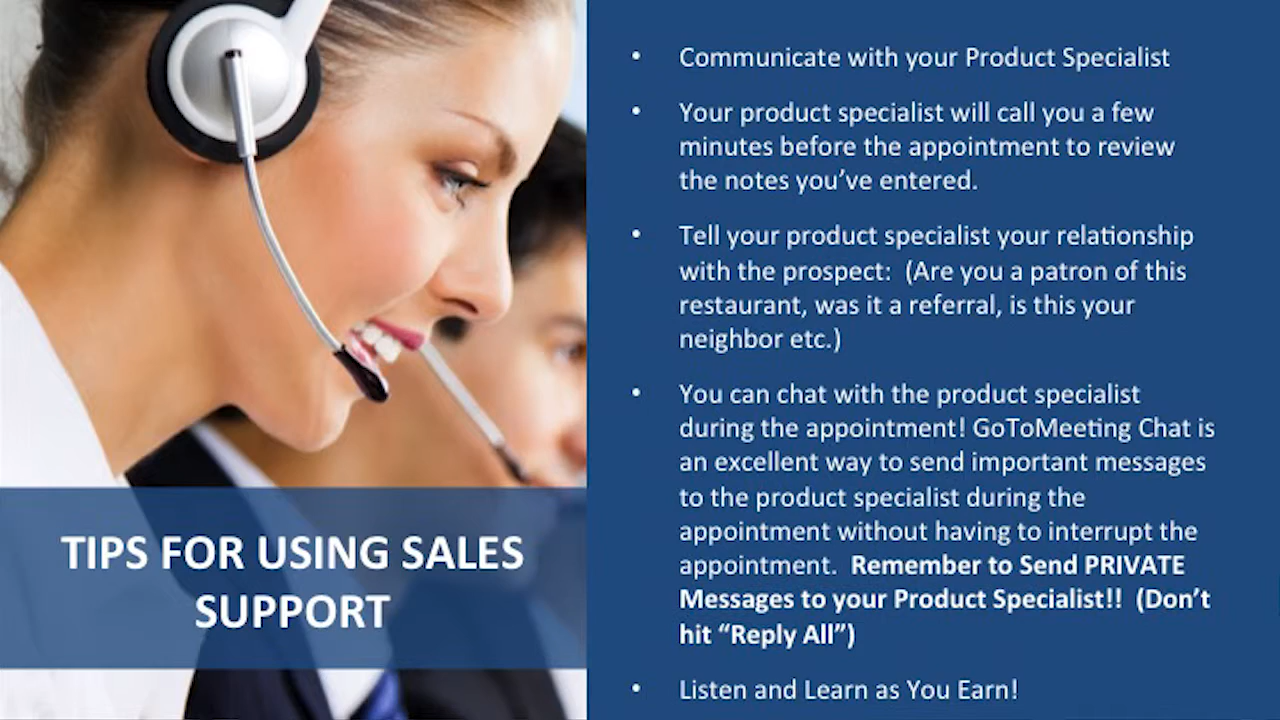 TIPS FOR USING SALES
SUPPORT
• Communicate with your Product Specialist
• Your product specialist will call you a few
minutes before the appointment to review
the notes you’ve entered.
• Tell your product specialist your relationship
with the prospect:  (Are you a patron of this
restaurant, was it a referral, is this your
neighbor etc.)
• You can chat with the product specialist
during the appointment! GoToMeeting Chat is
an excellent way to send important messages
to the product specialist during the
appointment without having to interrupt the
appointment.  Remember to Send PRIVATE
Messages to your Product Specialist!!  (Don’t
hit “Reply All”)
• Listen and Learn as You Earn!